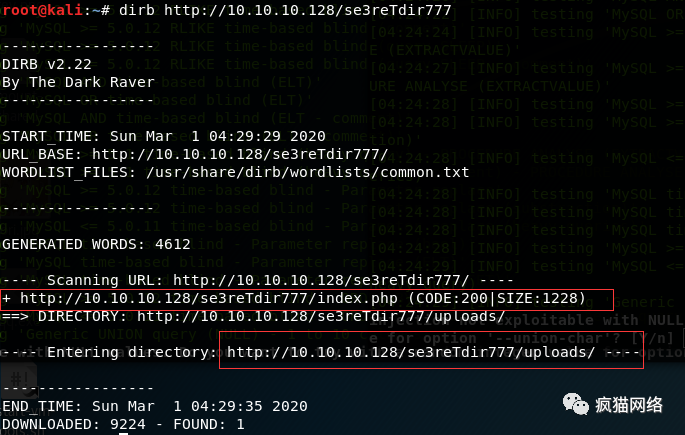 root@kali:~# dirb http://10.10.10.128/se3reTdir777
-----------------
DIRB v2.22
By The Dark Raver
-----------------
START_TIME: Sun Mar  1 04:29:29 2020
URL_BASE: http://10.10.10.128/se3reTdir777/
WORDLIST_FILES: /usr/share/dirb/wordlists/common.txt
-----------------
GENERATED WORDS: 4612
---- Scanning URL: http://10.10.10.128/se3reTdir777/ ----
+ http://10.10.10.128/se3reTdir777/index.php (CODE:200|SIZE:1228)
==> DIRECTORY: http://10.10.10.128/se3reTdir777/uploads/
---- Entering directory: http://10.10.10.128/se3reTdir777/uploads/ ----
-----------------
END_TIME: Sun Mar  1 04:29:35 2020
DOWNLOADED: 9224 - FOUND: 1
疯猫网络